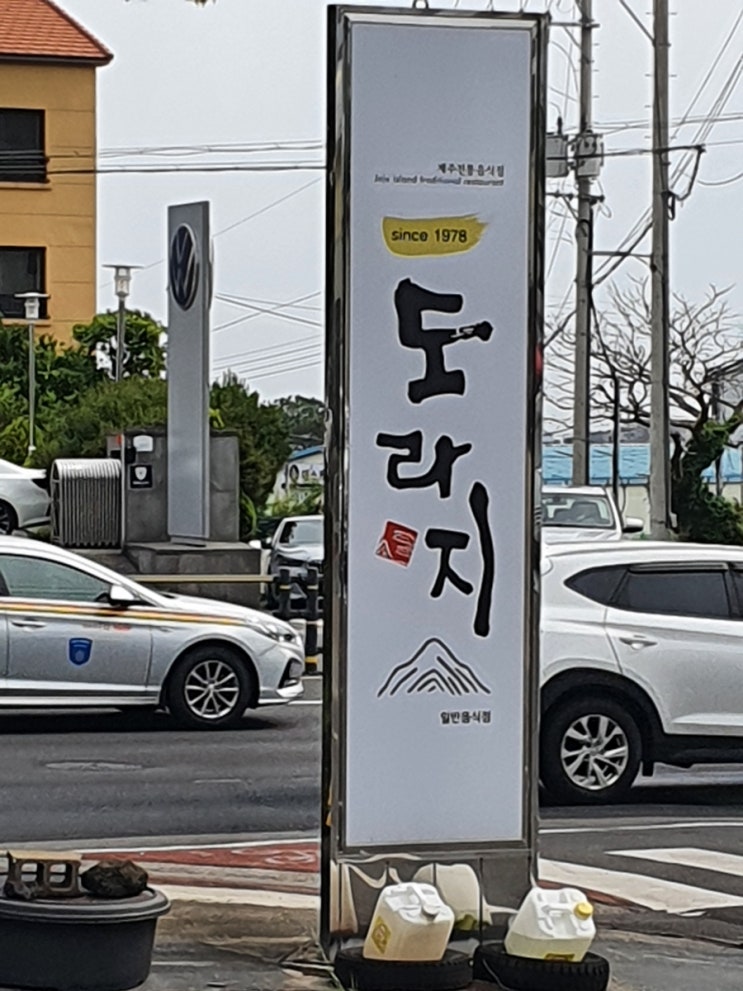 제주전통음식점
Jeju island traditional restaurant
since 1978
도
라
지
일반음식점